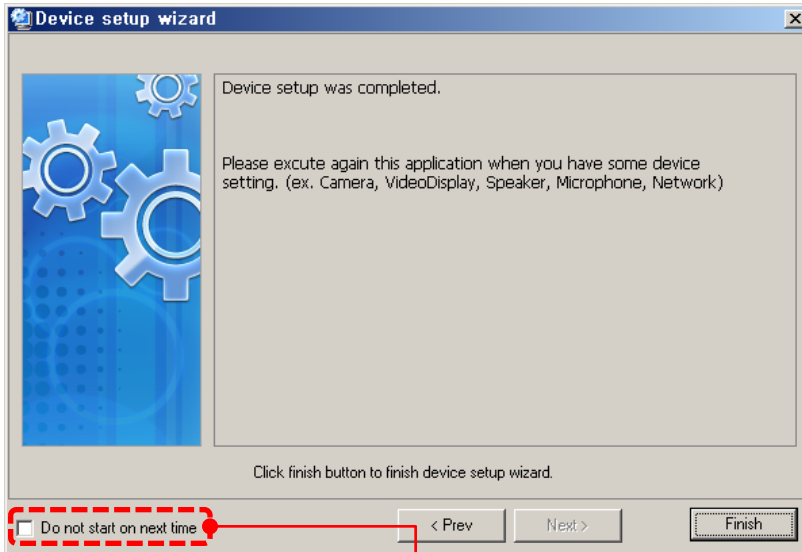 Device setup wizard
Device setup was completed.
Please excute again this application when you have some device
setting. (ex. Camera, VideoDisplay, Speaker, Microphone, Network)
Click finish button to finish device setup wizard.
Do not start on next time
< Prev
Next >
Finish